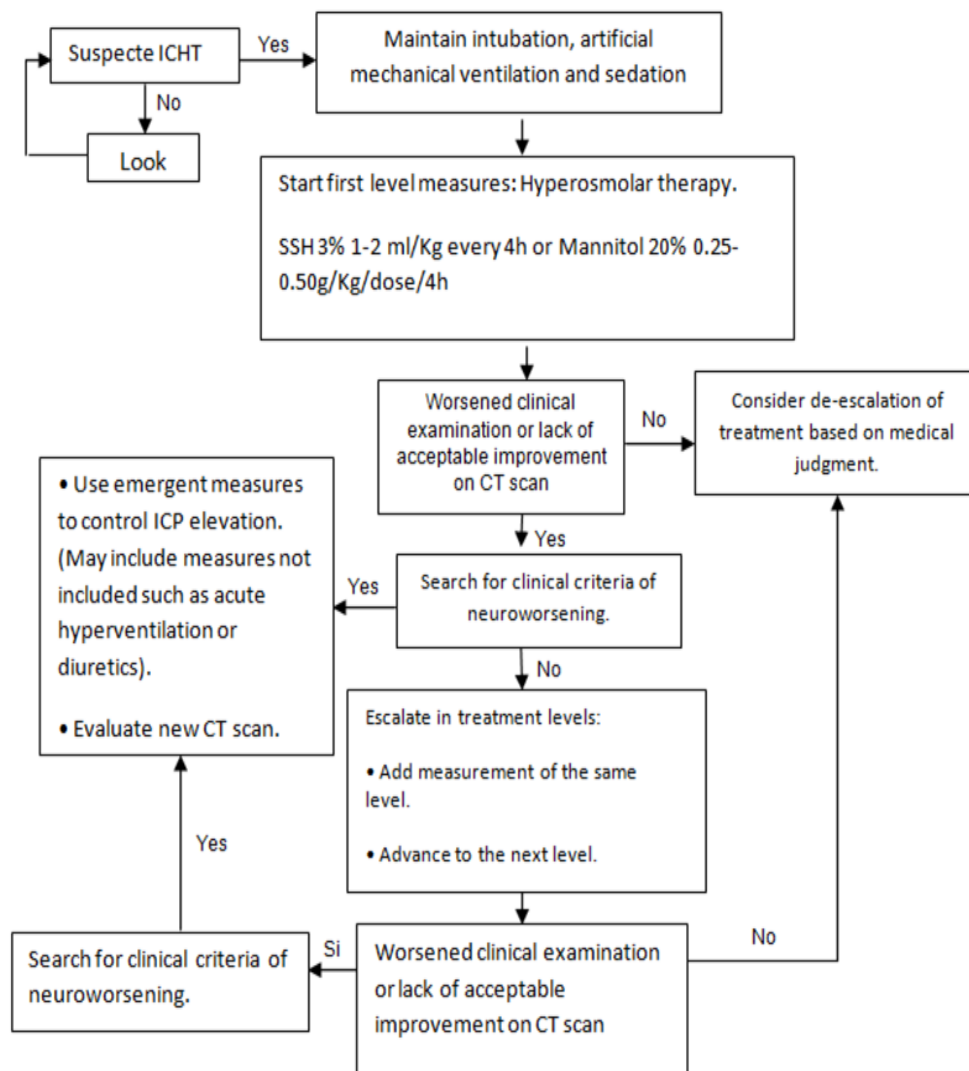 Suspecte ICHT
Yes
Maintain intubation, artificial
mechanical ventilation and sedation
No
Look
Start first level measures: Hyperosmolar therapy.
SSH 3% 1-2 ml/Kg every 4h or Mannitol 20% 0.25-
0.50g/Kg/dose/4h
Worsened clinical
examination or lack of
acceptable improvement
on CT scan
No
Consider de-escalation of
treatment based on medical
judgment.
Yes
Search for clinical criteria of
neuroworsening.
Yes
• Use emergent measures
to control ICP elevation.
(May include measures not
included such as acute
hyperventilation or
diuretics).
• Evaluate new CT scan.
No
Escalate in treatment levels:
• Add measurement of the same
level.
• Advance to the next level.
Worsened clinical examination
or lack of acceptable
improvement on CT scan
No
Si
Search for clinical criteria of
neuroworsening.
Yes